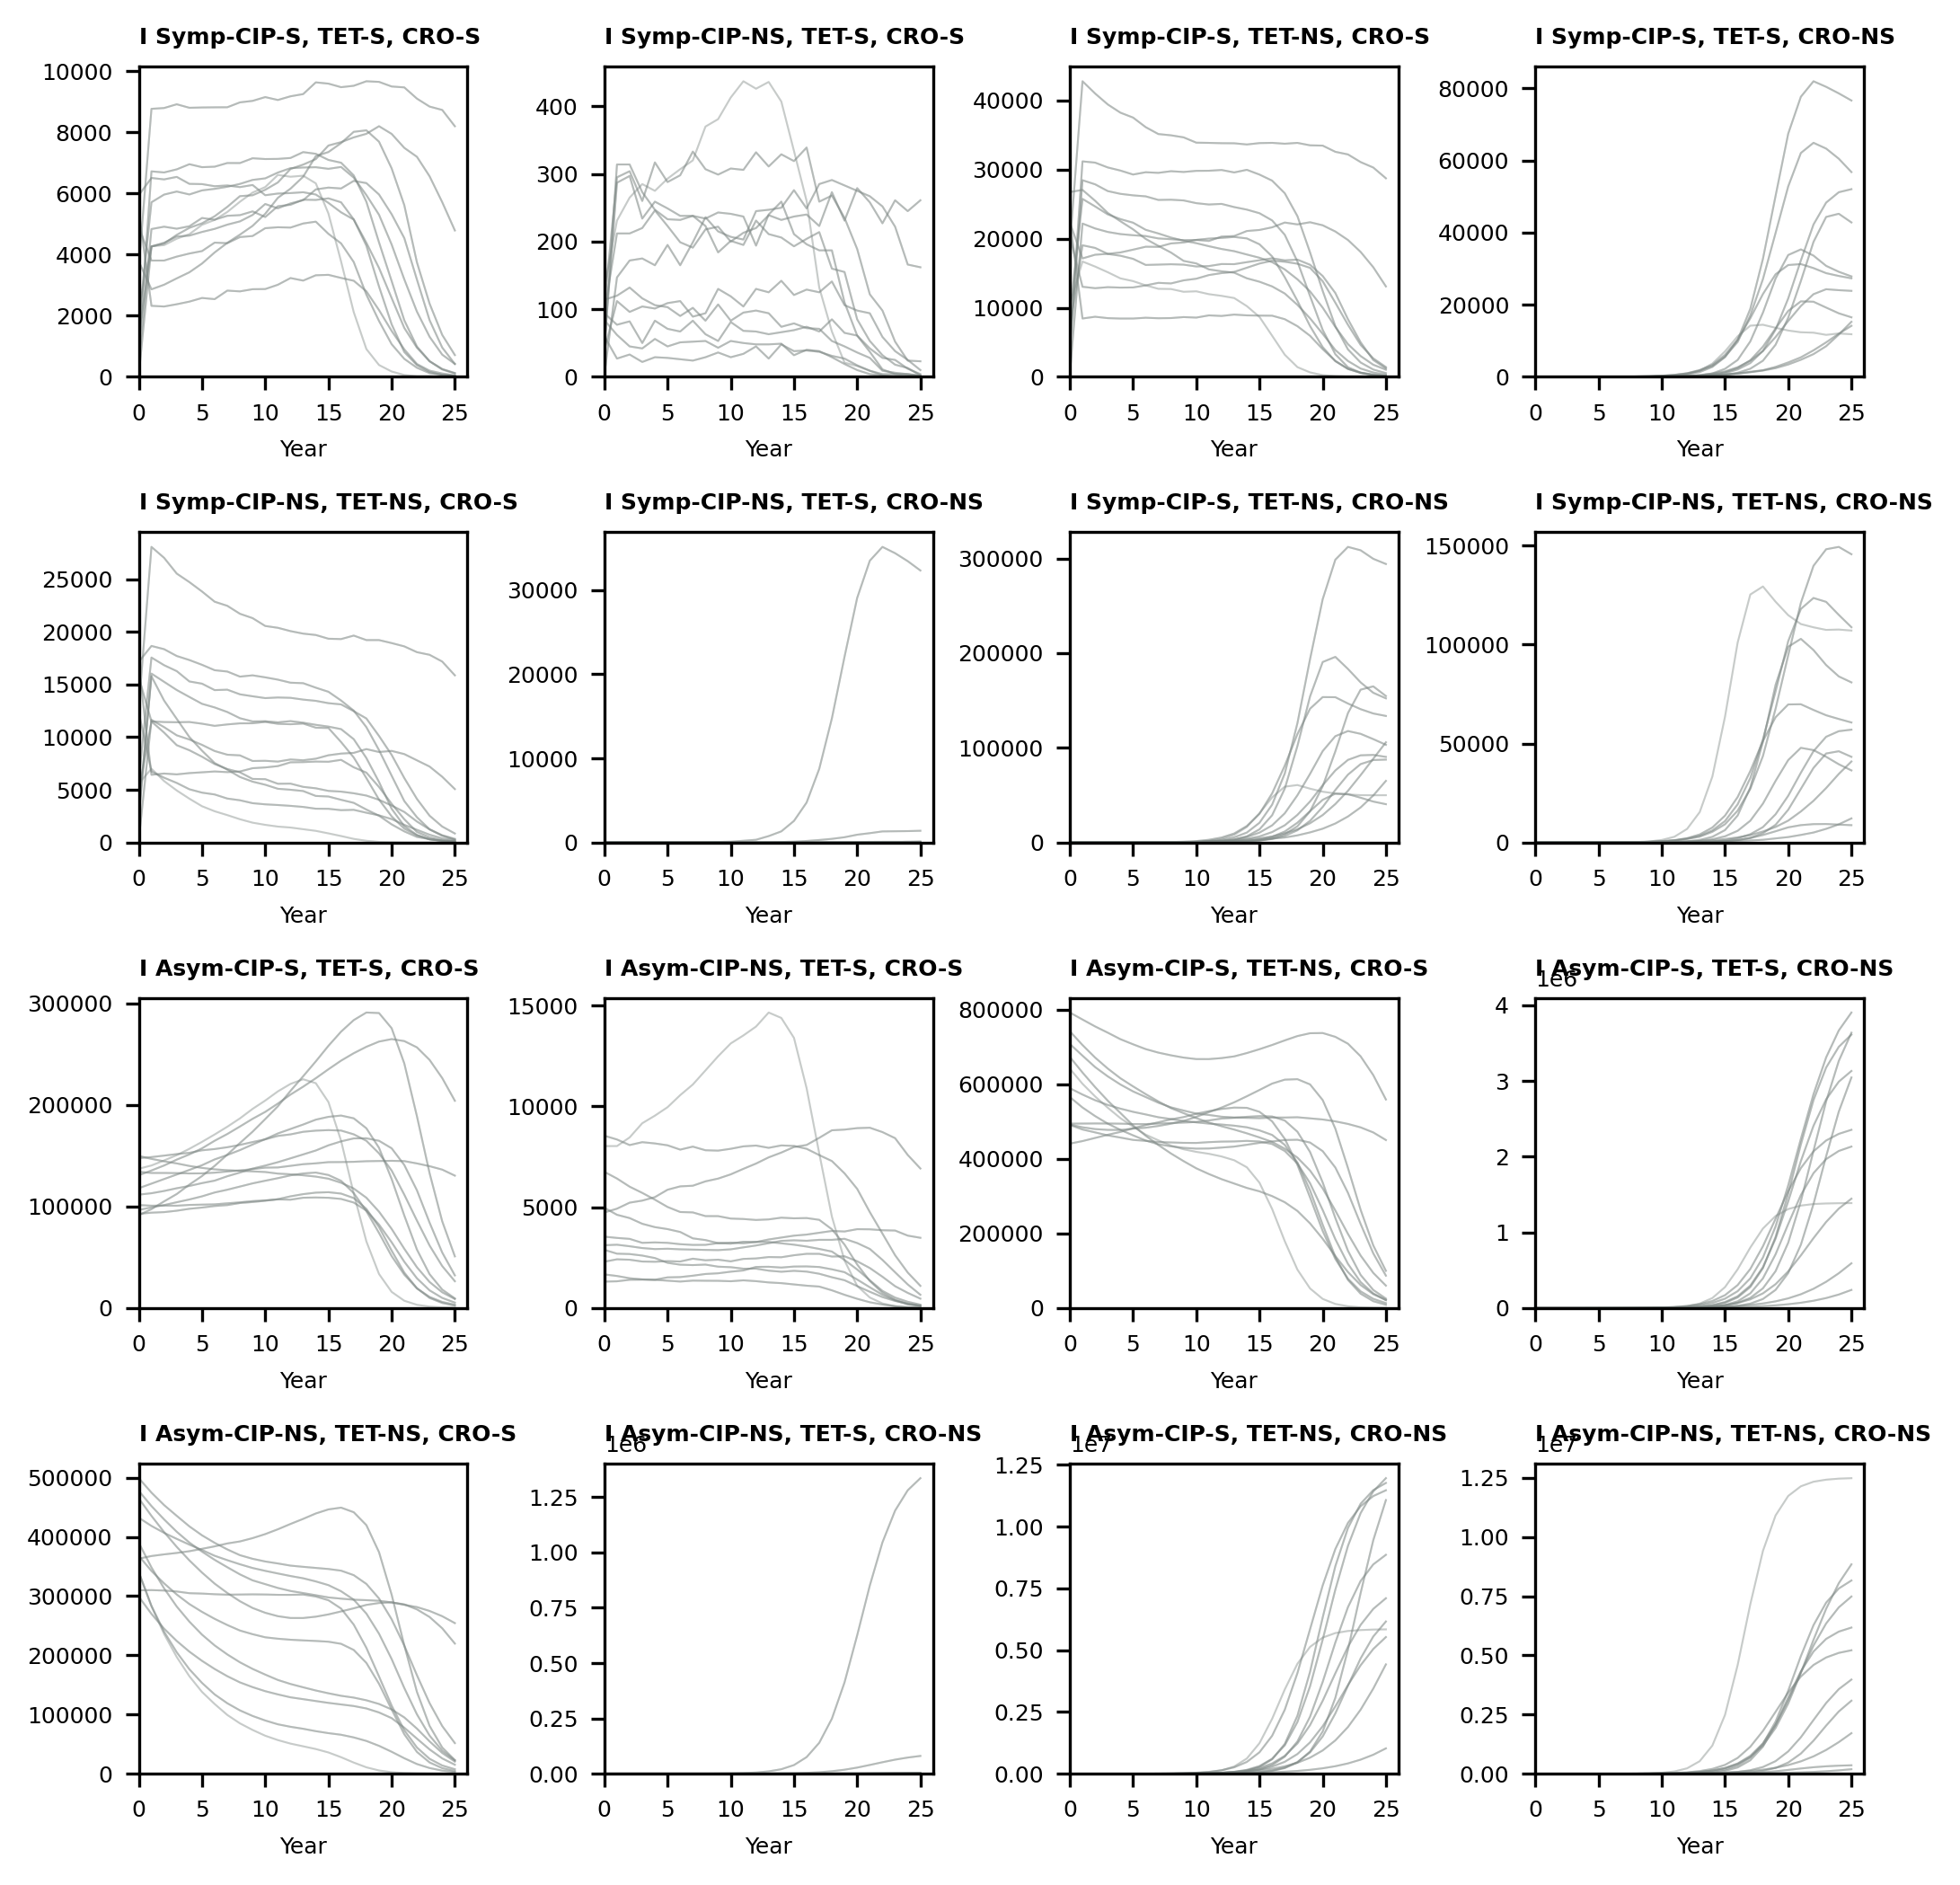 I Symp-CIP-S, TET-S, CRO-S
10000
8000
6000
4000
2000
0
0 5 10 15 20 25
Year
I Symp-CIP-NS, TET-S, CRO-S
400
300
200
100
0
0 5 10 15 20 25
Year
I Symp-CIP-S, TET-NS, CRO-S
40000
30000
20000
10000
0
0 5 10 15 20 25
Year
I Symp-CIP-S, TET-S, CRO-NS
80000
60000
40000
20000
0
0 5 10 15 20 25
Year
I Symp-CIP-NS, TET-NS, CRO-S
25000
20000
15000
10000
5000
0
0 5 10 15 20 25
Year
I Symp-CIP-NS, TET-S, CRO-NS
30000
20000
10000
0
0 5 10 15 20 25
Year
I Symp-CIP-S, TET-NS, CRO-NS
300000
200000
100000
0
0 5 10 15 20 25
Year
I Symp-CIP-NS, TET-NS, CRO-NS
150000
100000
50000
0
0 5 10 15 20 25
Year
I Asym-CIP-S, TET-S, CRO-S
300000
200000
100000
0
0 5 10 15 20 25
Year
I Asym-CIP-NS, TET-S, CRO-S
15000
10000
5000
0
0 5 10 15 20 25
Year
I Asym-CIP-S, TET-NS, CRO-S
800000
600000
400000
200000
0
0 5 10 15 20 25
Year
I Asym-CIP-S, TET-S, CRO-NS
1e6
4
3
2
1
0
0 5 10 15 20 25
Year
I Asym-CIP-NS, TET-NS, CRO-S
500000
400000
300000
200000
100000
0
0 5 10 15 20 25
Year
I Asym-CIP-NS, TET-S, CRO-NS
1e6
1.25
1.00
0.75
0.50
0.25
0.00
0 5 10 15 20 25
Year
I Asym-CIP-S, TET-NS, CRO-NS
1e7
1.25
1.00
0.75
0.50
0.25
0.00
0 5 10 15 20 25
Year
I Asym-CIP-NS, TET-NS, CRO-NS
1e7
1.25
1.00
0.75
0.50
0.25
0.00
0 5 10 15 20 25
Year